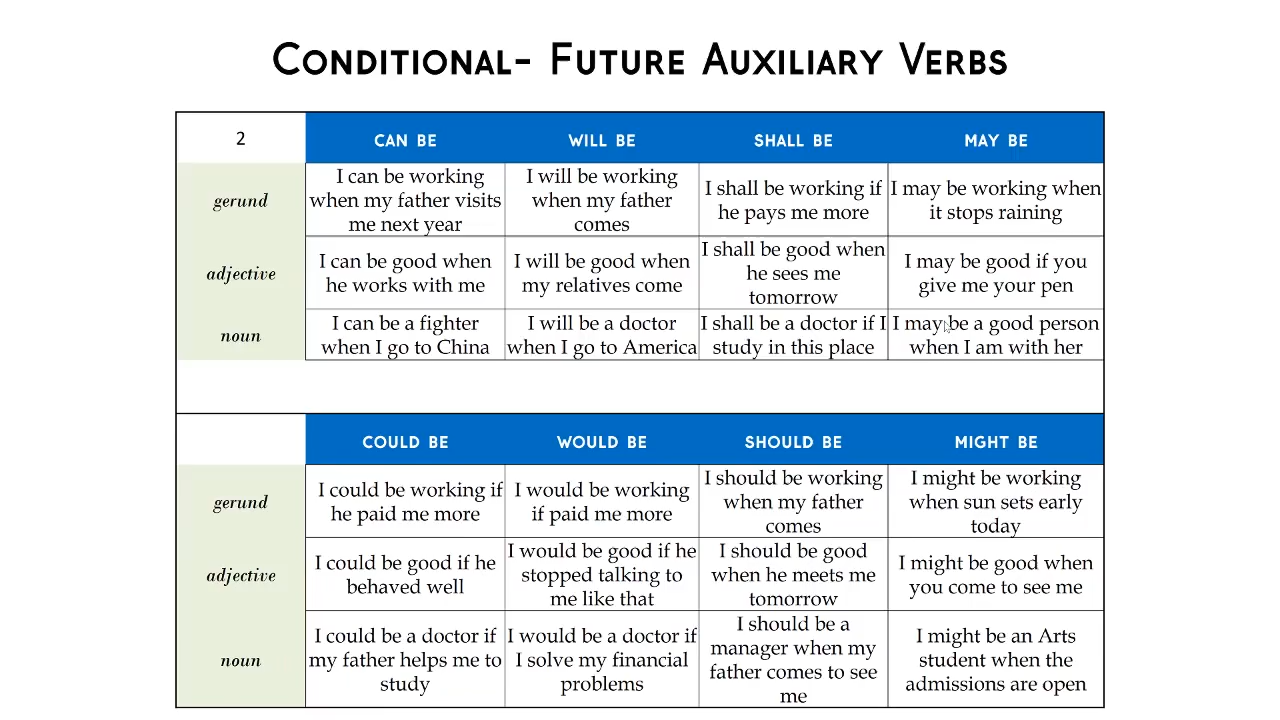 CONDITIONAL- FUTURE AUXILIARY VERBS
2
CAN BE
WILL BE
SHALL BE
MAY BE
gerund
I can be working
when my father visits
me next year
I will be working
when my father
comes
I shall be working if
he pays me more
I may be working when
it stops raining
adjective
I can be good when
he works with me
I will be good when
my relatives come
I shall be good when
he sees me
tomorrow
I may be good if you
give me your pen
noun
I can be a fighter
when I go to China
I will be a doctor
when I go to America
I shall be a doctor if I
study in this place
I may be a good person
when I am with her
COULD BE
WOULD BE
SHOULD BE
MIGHT BE
gerund
I could be working if
he paid me more
I would be working
if paid me more
I should be working
when my father
comes
I might be working
when sun sets early
today
adjective
I could be good if he
behaved well
I would be good if he
stopped talking to
me like that
I should be good
when he meets me
tomorrow
I might be good when
you come to see me
noun
I could be a doctor if
my father helps me to
study
I would be a doctor if
I solve my financial
problems
I should be a
manager when my
father comes to see
me
I might be an Arts
student when the
admissions are open